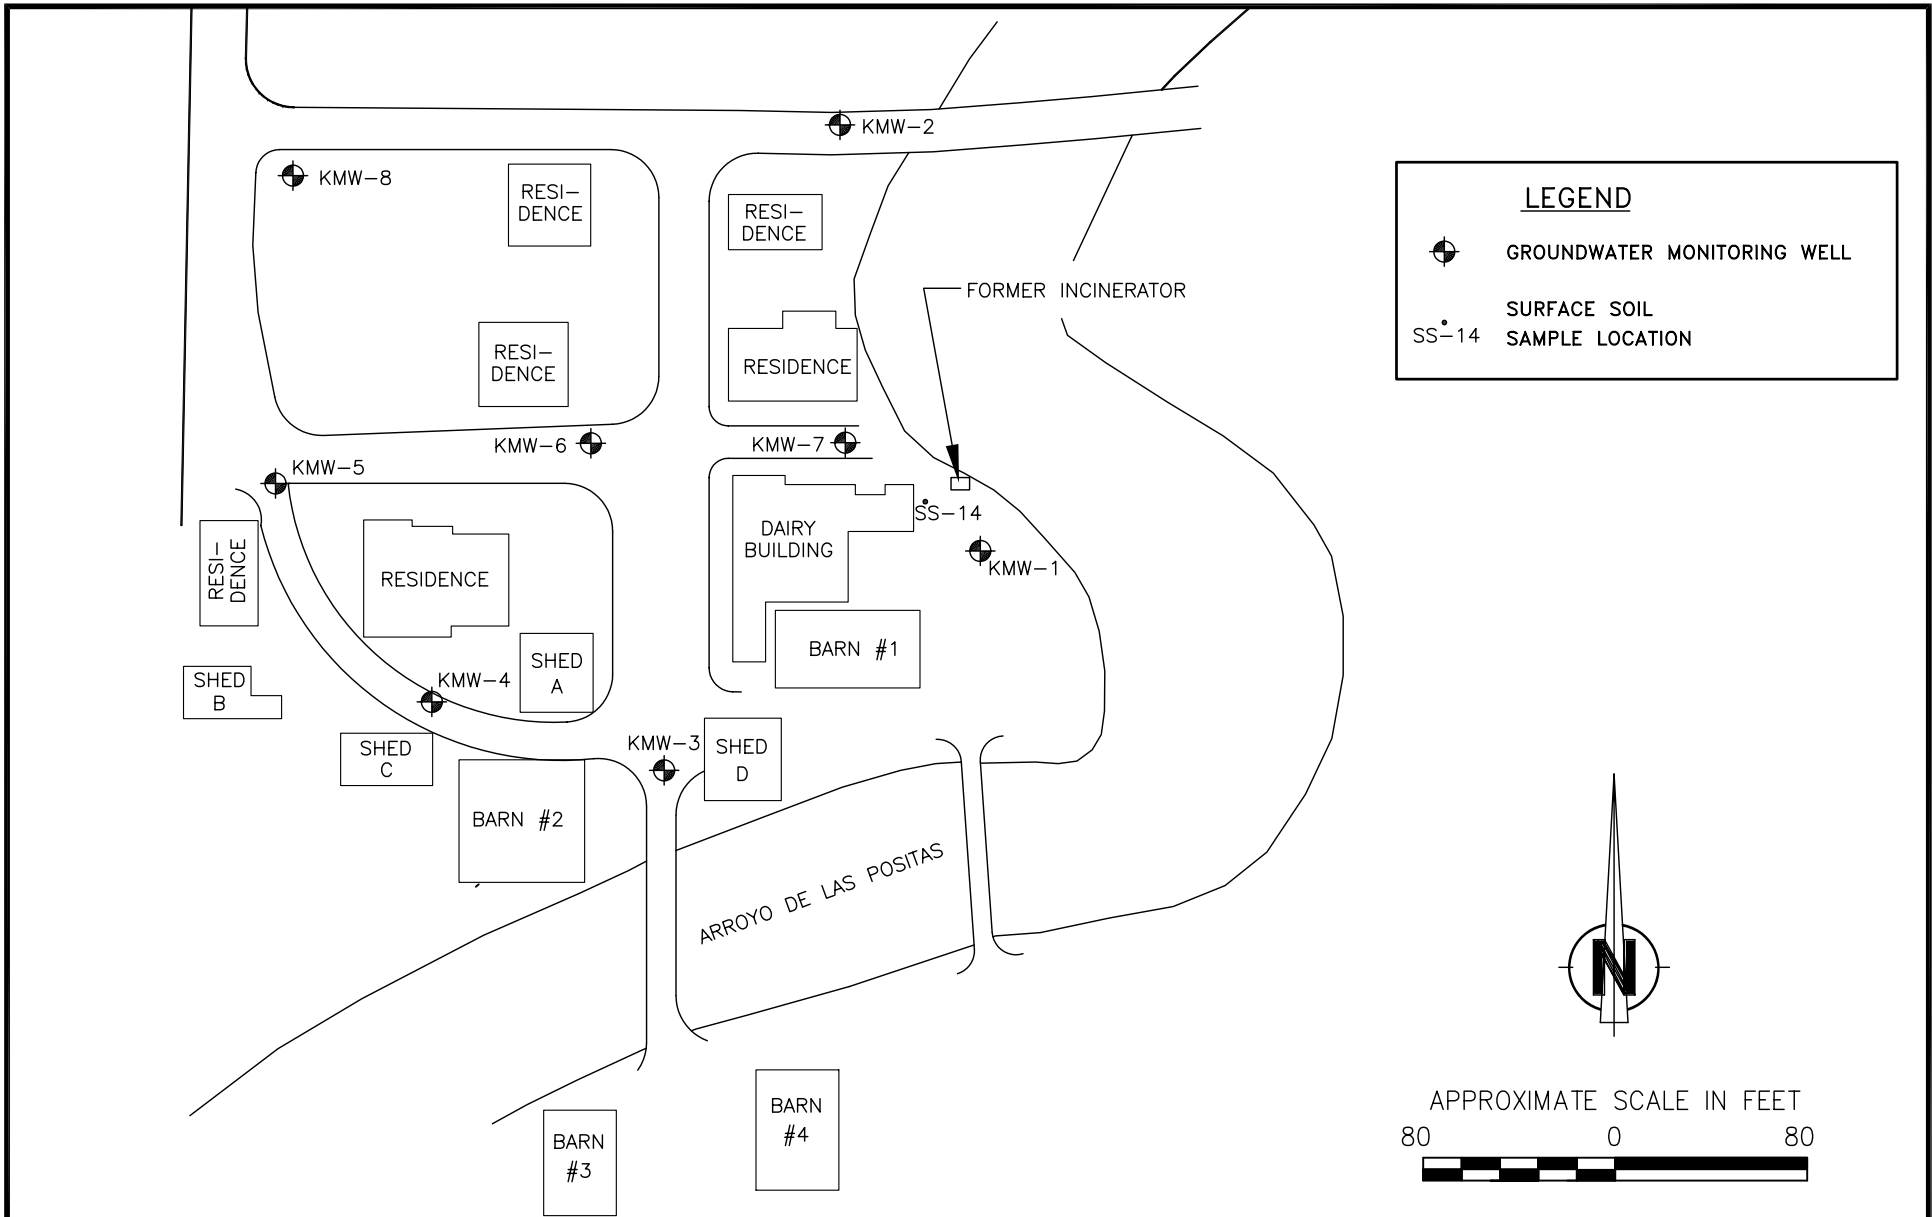 KMW-2
KMW-8
RESI-
DENCE
RESI-
DENCE
LEGEND
GROUNDWATER MONITORING WELL
SURFACE SOIL
SS-14 SAMPLE LOCATION
FORMER INCINERATOR
RESI-
DENCE
RESIDENCE
KMW-6
KMW-7
KMW-5
SS-14
DAIRY
BUILDING
KMW-1
RESI-
DENCE
RESIDENCE
BARN #1
SHED
A
SHED
B
KMW-4
KMW-3
SHED
C
SHED
D
BARN #2
ARROYO DE LAS POSITAS
N
BARN
#4
BARN
#3
APPROXIMATE SCALE IN FEET
80 0 80